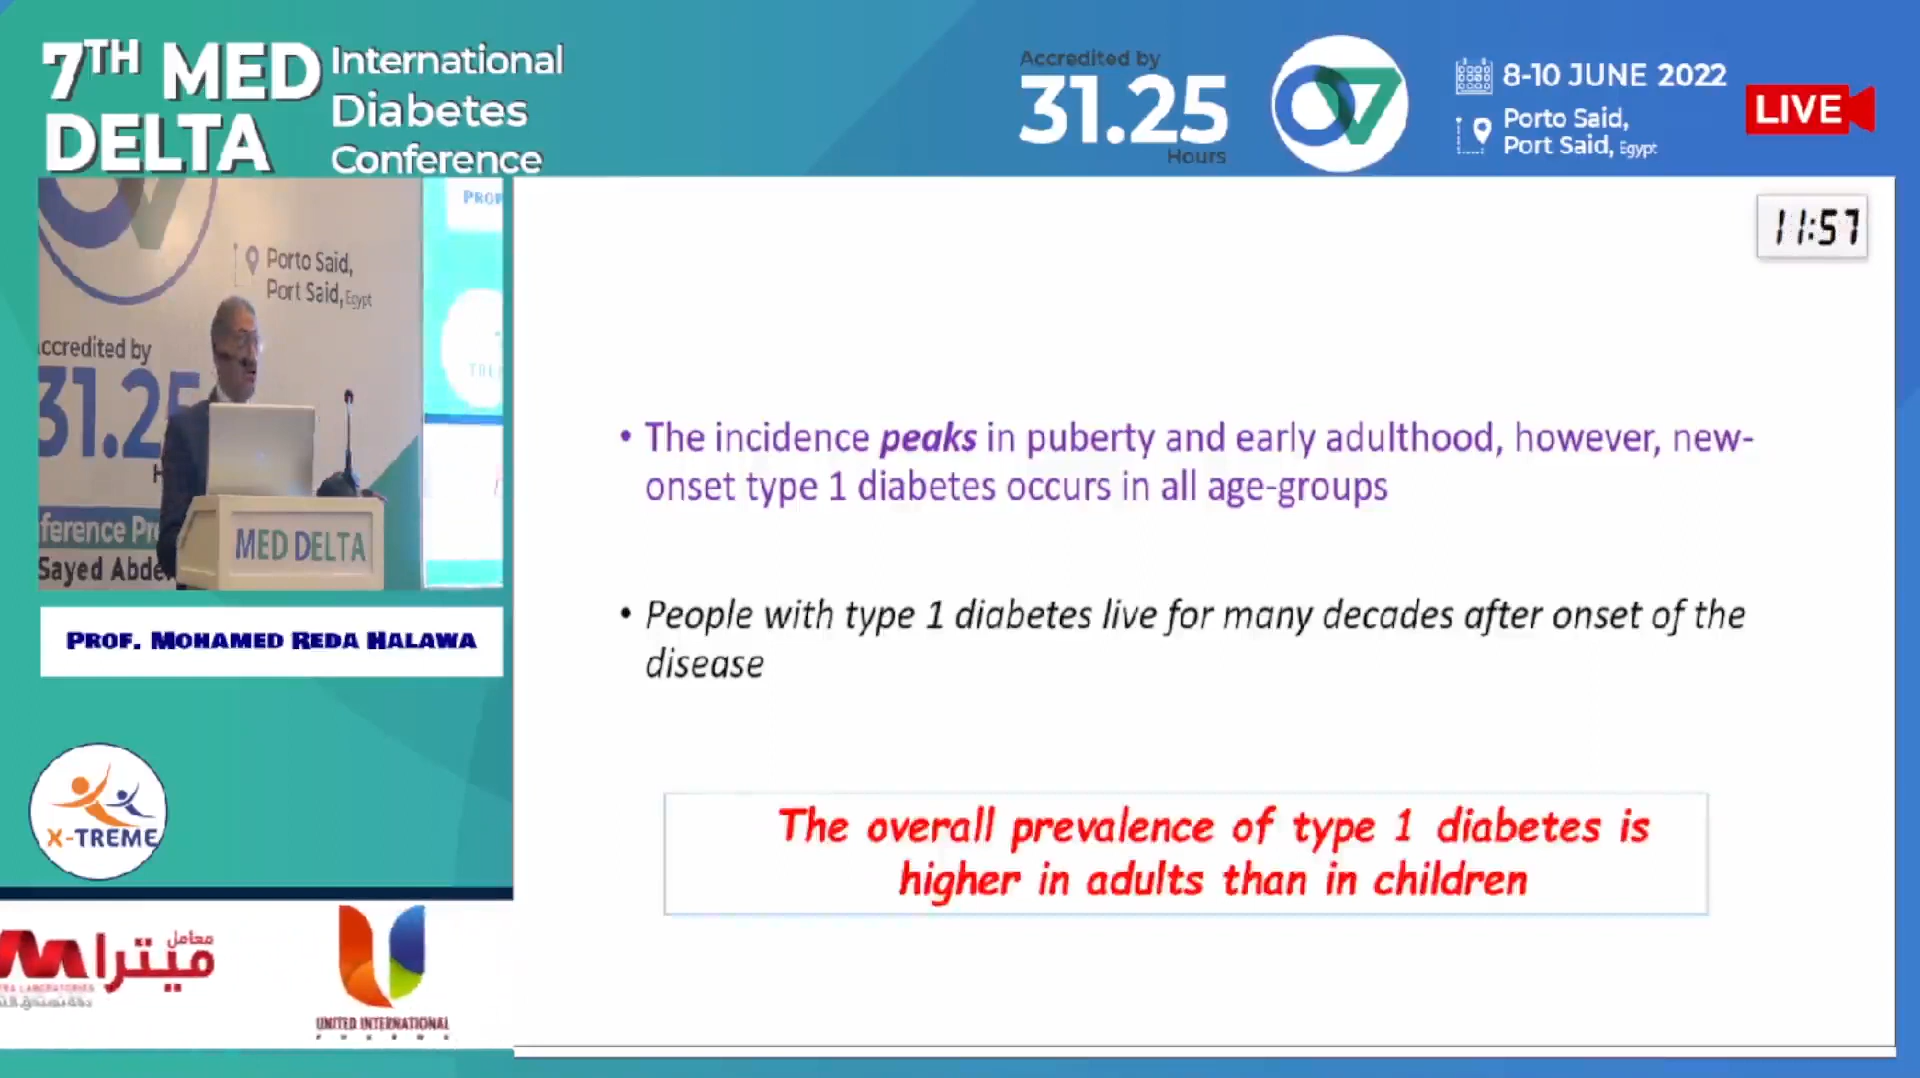 7TH MED
DELTA
International
Diabetes
Conference
Accredited by
31.25
Hours
8-10 JUNE 2022
Porto Said,
Port Said, Egypt
LIVE
11:57
PROF
Porto Said,
Port Said, Egypt
ccredited by
31.25
H
ference Pr
Sayed Abde
MED DELTA
PROF. MOHAMED REDA HALAWA
X-TREME
معامل
ميترا
UNITED INTERNATIONAL
• The incidence peaks in puberty and early adulthood, however, new-
onset type 1 diabetes occurs in all age-groups
• People with type 1 diabetes live for many decades after onset of the
disease
The overall prevalence of type 1 diabetes is
higher in adults than in children